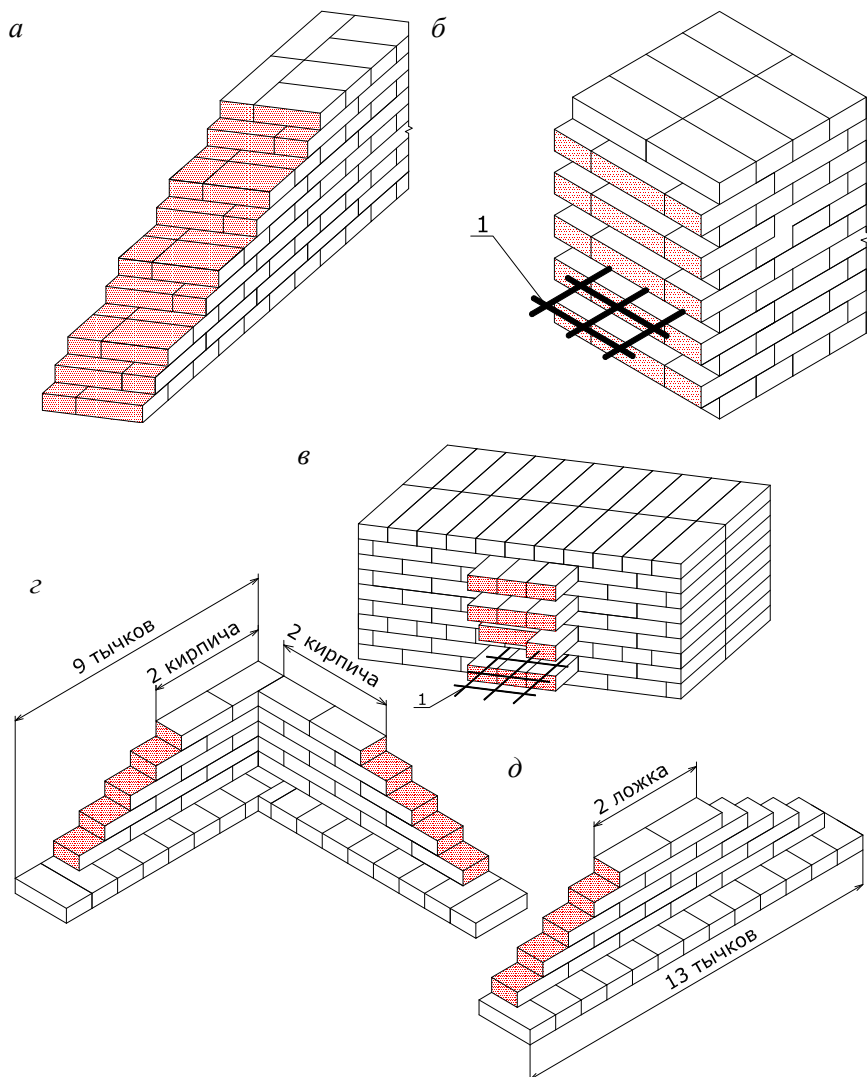 а
б
1
в
г
9 тычков
2 кирпича
2 кирпича
1
д
2 ложка
13 тычков